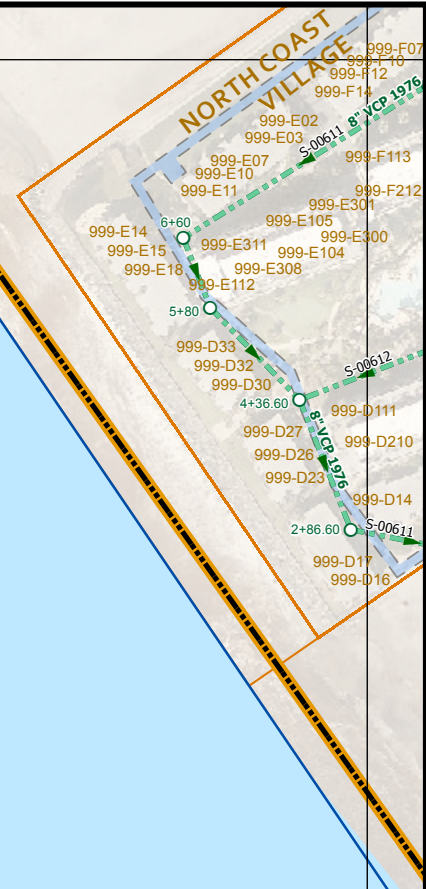 NORTH COAST
VILLAGE
999-F07
999-F10
999-F12
999-F14
8" VCP 1976
999-E02
999-E03
S-00611
999-F113
999-E07
999-E10
999-E11
999-F212
999-E301
999-E105
6+60
999-E14
999-E15
999-E18
999-E311
999-E300
999-E104
999-E308
999-E112
5+80
999-D33
999-D32
999-D30
S-00612
4+36.60
8" VCP 1976
999-D111
999-D27
999-D210
999-D26
999-D23
999-D14
2+86.60
S-00611
999-D17
999-D16